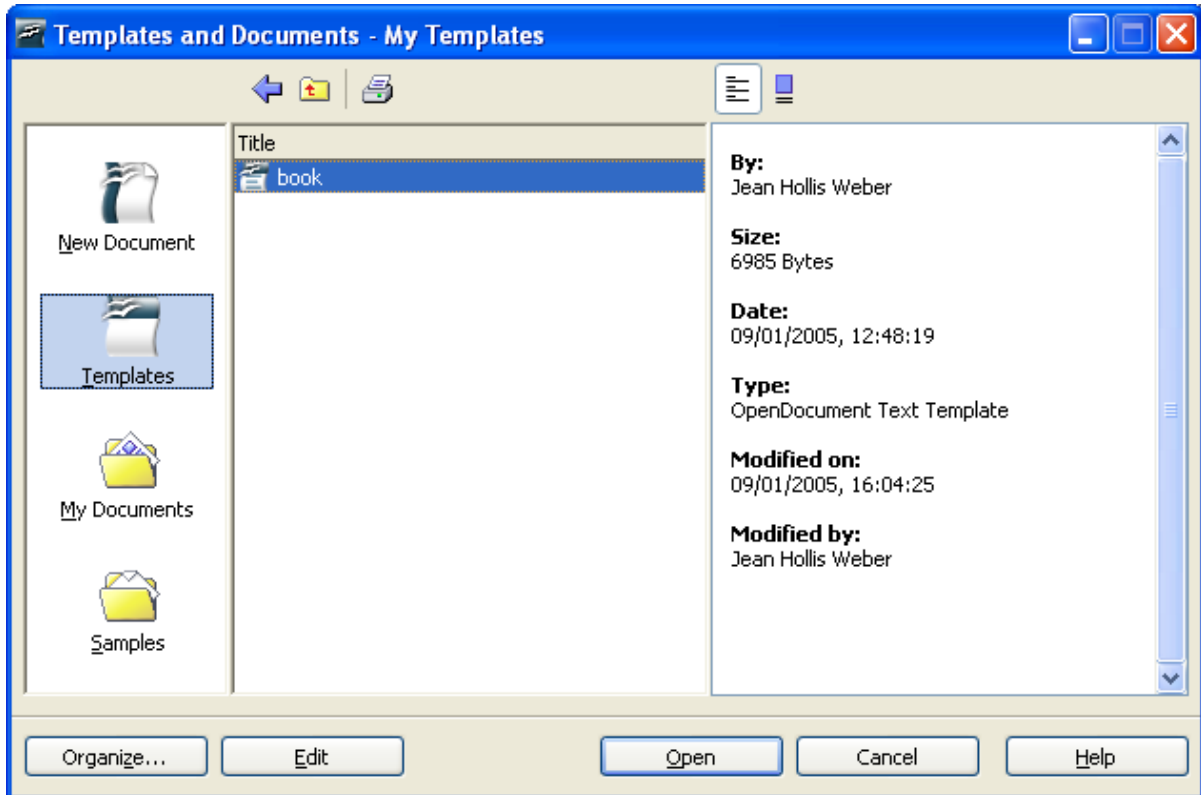 Templates and Documents - My Templates
New Document
Templates
My Documents
Samples
Title
book
By:
Jean Hollis Weber
Size:
6985 Bytes
Date:
09/01/2005, 12:48:19
Type:
OpenDocument Text Template
Modified on:
09/01/2005, 16:04:25
Modified by:
Jean Hollis Weber
Organize...
Edit
Open
Cancel
Help